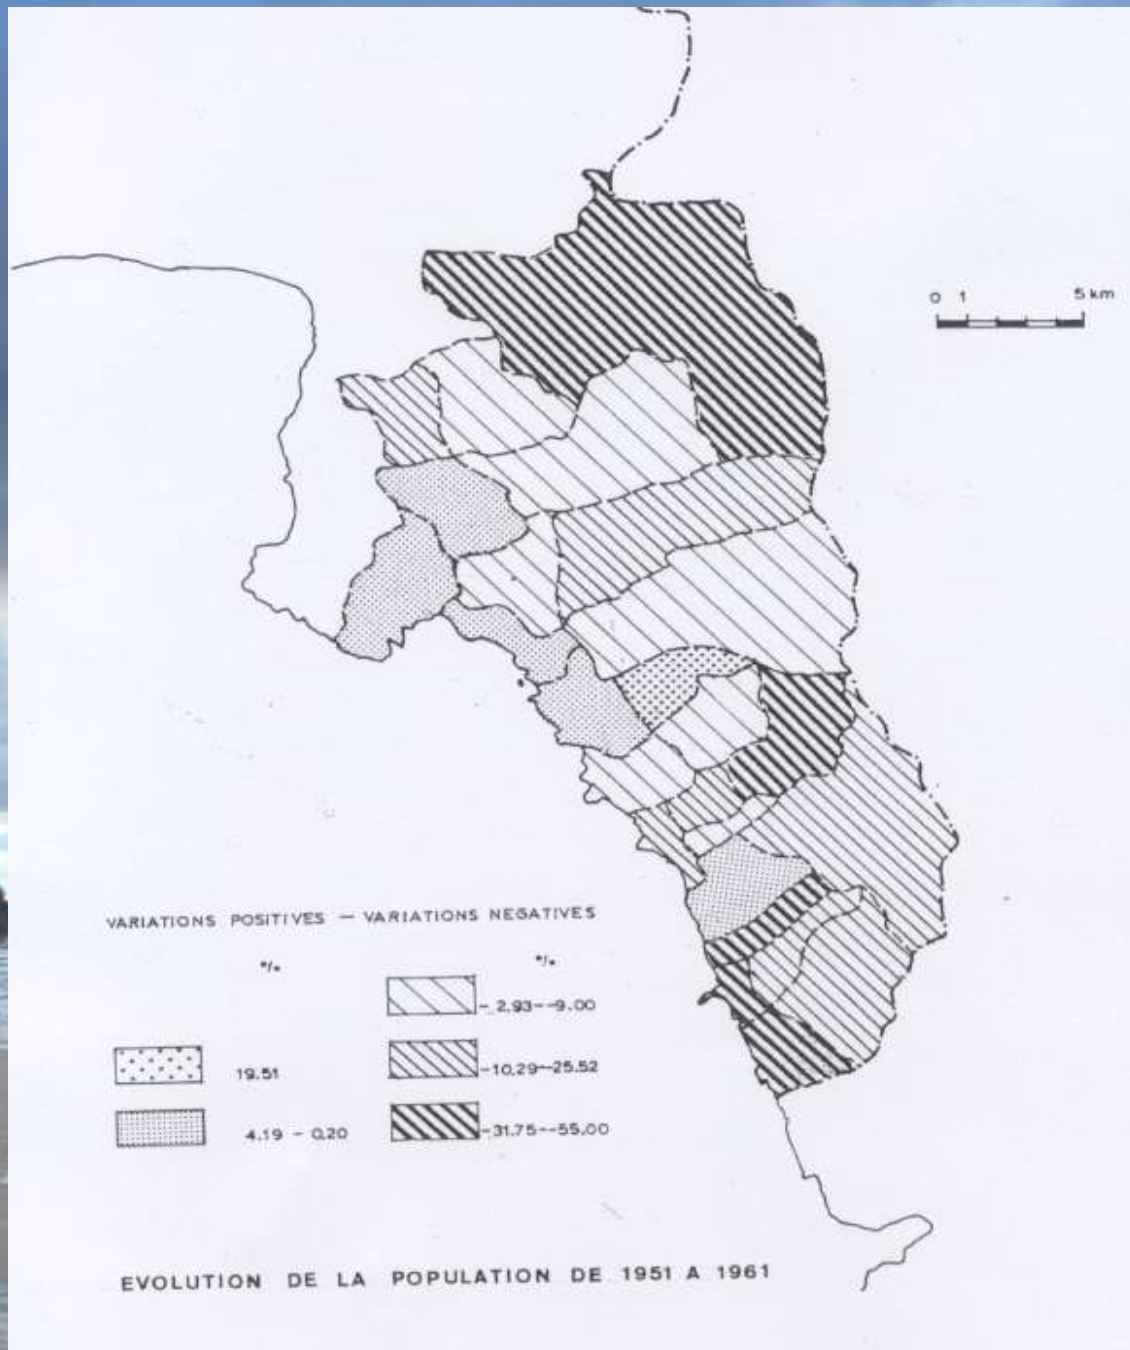 0 1 5 km
VARIATIONS POSITIVES — VARIATIONS NEGATIVES
°/. °/.
- 2.93--9.00
19.51 -10.29--25.52
4.19 - 0.20 -31.75--55.00
EVOLUTION DE LA POPULATION DE 1951 A 1961